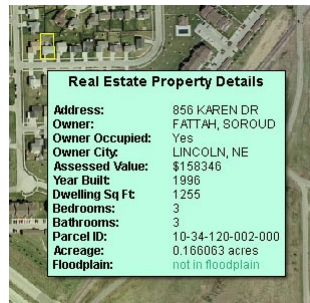 Real Estate Property Details
Address: 856 KAREN DR
Owner: FATTAH, SOROUD
Owner Occupied: Yes
Owner City: LINCOLN, NE
Assessed Value: $158346
Year Built: 1996
Dwelling Sq Ft: 1255
Bedrooms: 3
Bathrooms: 3
Parcel ID: 10-34-120-002-000
Acreage: 0.166063 acres
Floodplain: not in floodplain